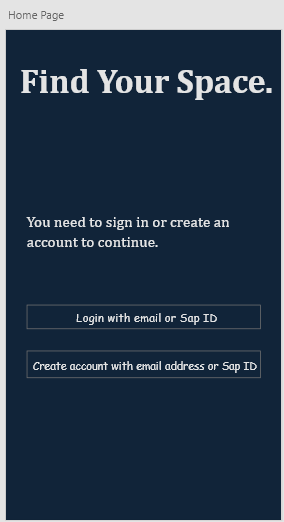 Home Page
Find Your Space.
You need to sign in or create an
account to continue.
Login with email or Sap ID
Create account with email address or Sap ID